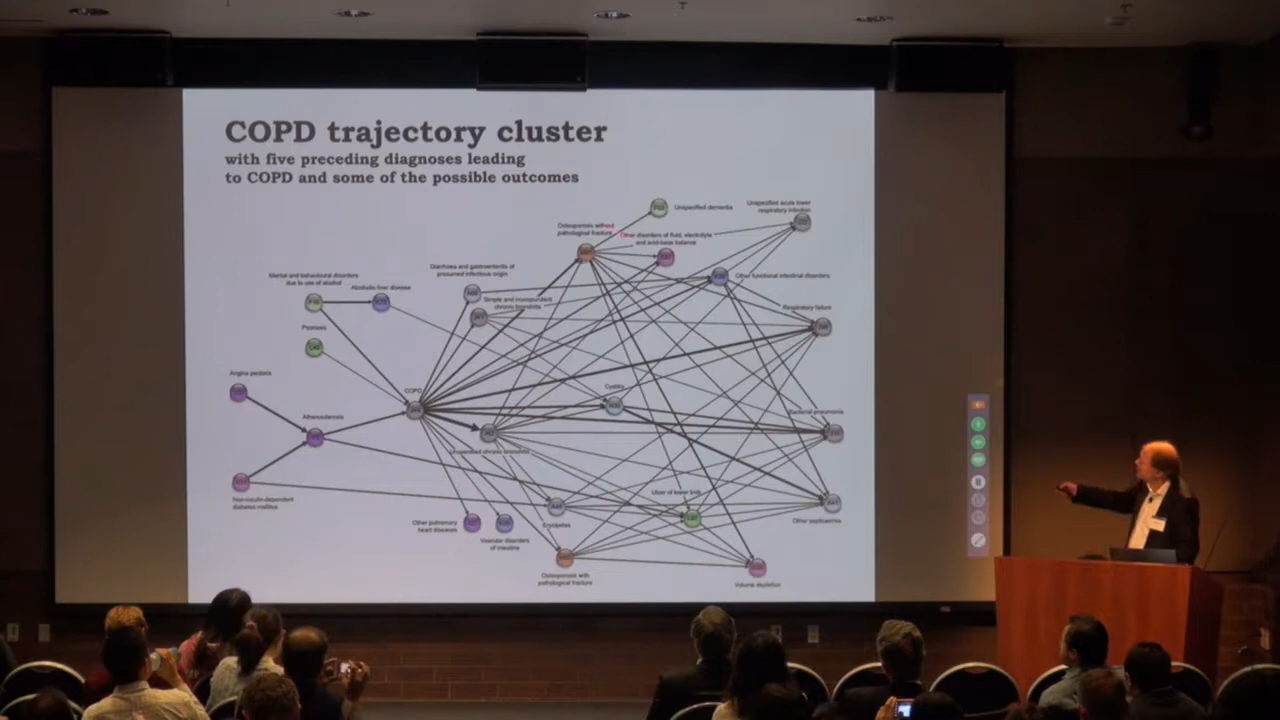 COPD trajectory cluster
with five preceding diagnoses leading
to COPD and some of the possible outcomes
Unspecified dementia
Unspecified acute lower
respiratory infection
Osteoporosis without
pathological fracture
Other disorders of fluid, electrolyte
and acid-base balance
Diarrhoea and gastroenteritis of
presumed infectious origin
Other functional intestinal disorders
Mental and behavioural disorders
due to use of alcohol
Alcoholic liver disease
Simple and mucopurulent
chronic bronchitis
Respiratory failure
Psoriasis
Angina pectoris
COPD
Cystitis
Atherosclerosis
Bacterial pneumonia
Unspecified chronic bronchitis
Non-insulin-dependent
diabetes mellitus
Ulcer of lower limb
Other pulmonary
heart diseases
Vascular disorders
of intestine
Erysipelas
Other septicaemia
Osteoporosis with
pathological fracture
Volume depletion